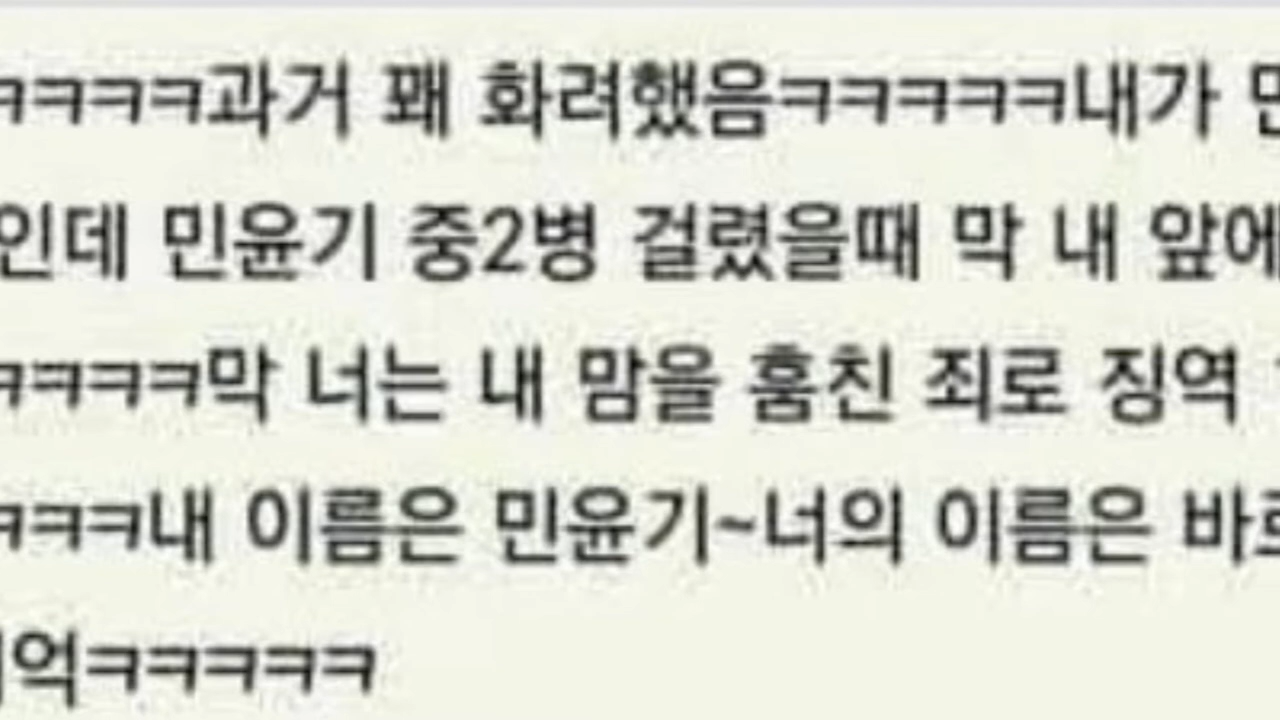 ㅋㅋㅋㅋ과거 꽤 화려했음ㅋㅋㅋㅋㅋ내가
인데 민윤기 중2병 걸렸을때 막 내 앞에
ㅋㅋㅋㅋ막 너는 내 맘을 훔친 죄로 징역
ㅋㅋㅋ내 이름은 민윤기~너의 이름은
억ㅋㅋㅋㅋㅋ